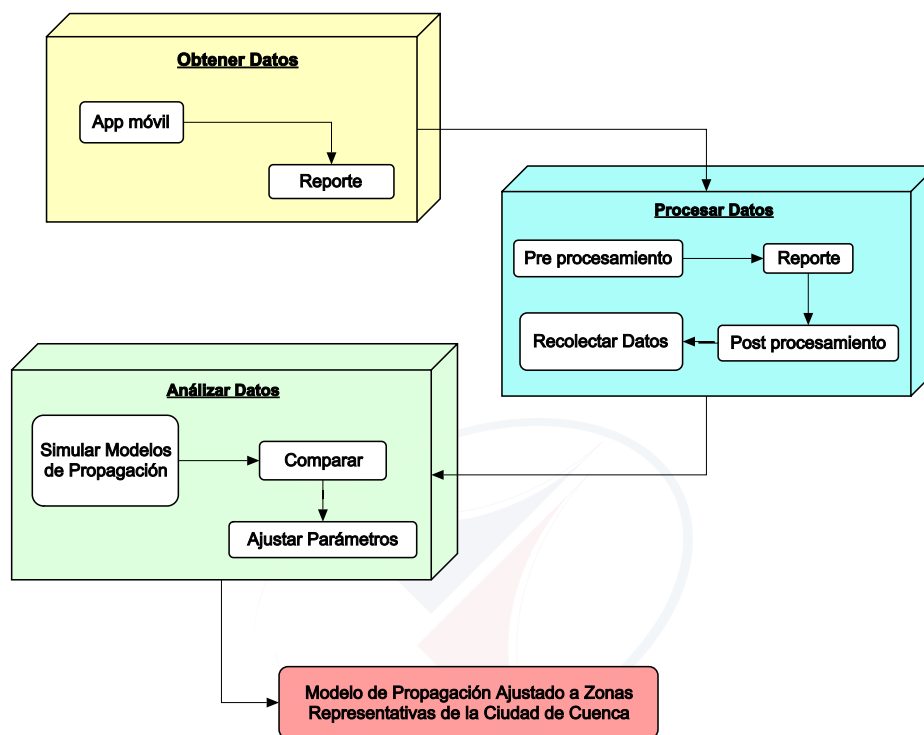 Obtener Datos
App móvil
Reporte
Procesar Datos
Pre procesamiento
Reporte
Recolectar Datos
Post procesamiento
Análizar Datos
Simular Modelos
de Propagación
Comparar
Ajustar Parámetros
Modelo de Propagación Ajustado a Zonas
Representativas de la Ciudad de Cuenca